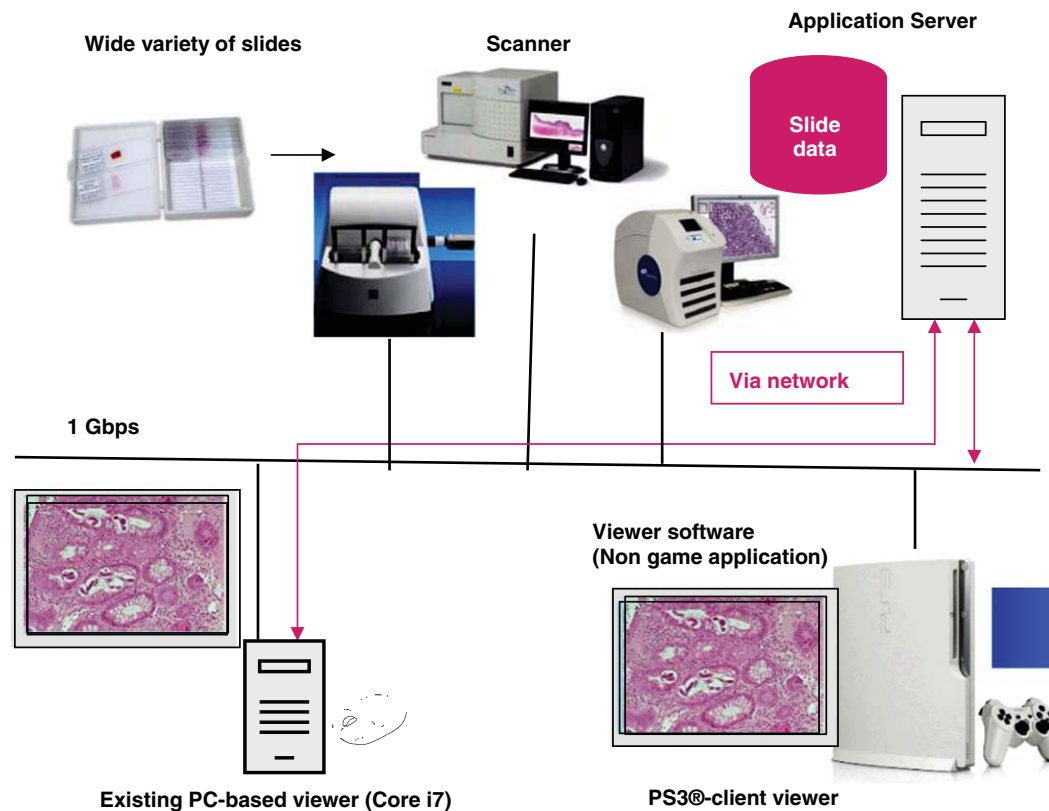 Wide variety of slides
Scanner
Application Server
Slide
data
Via network
1 Gbps
Viewer software
(Non game application)
Existing PC-based viewer (Core i7)
PS3®-client viewer